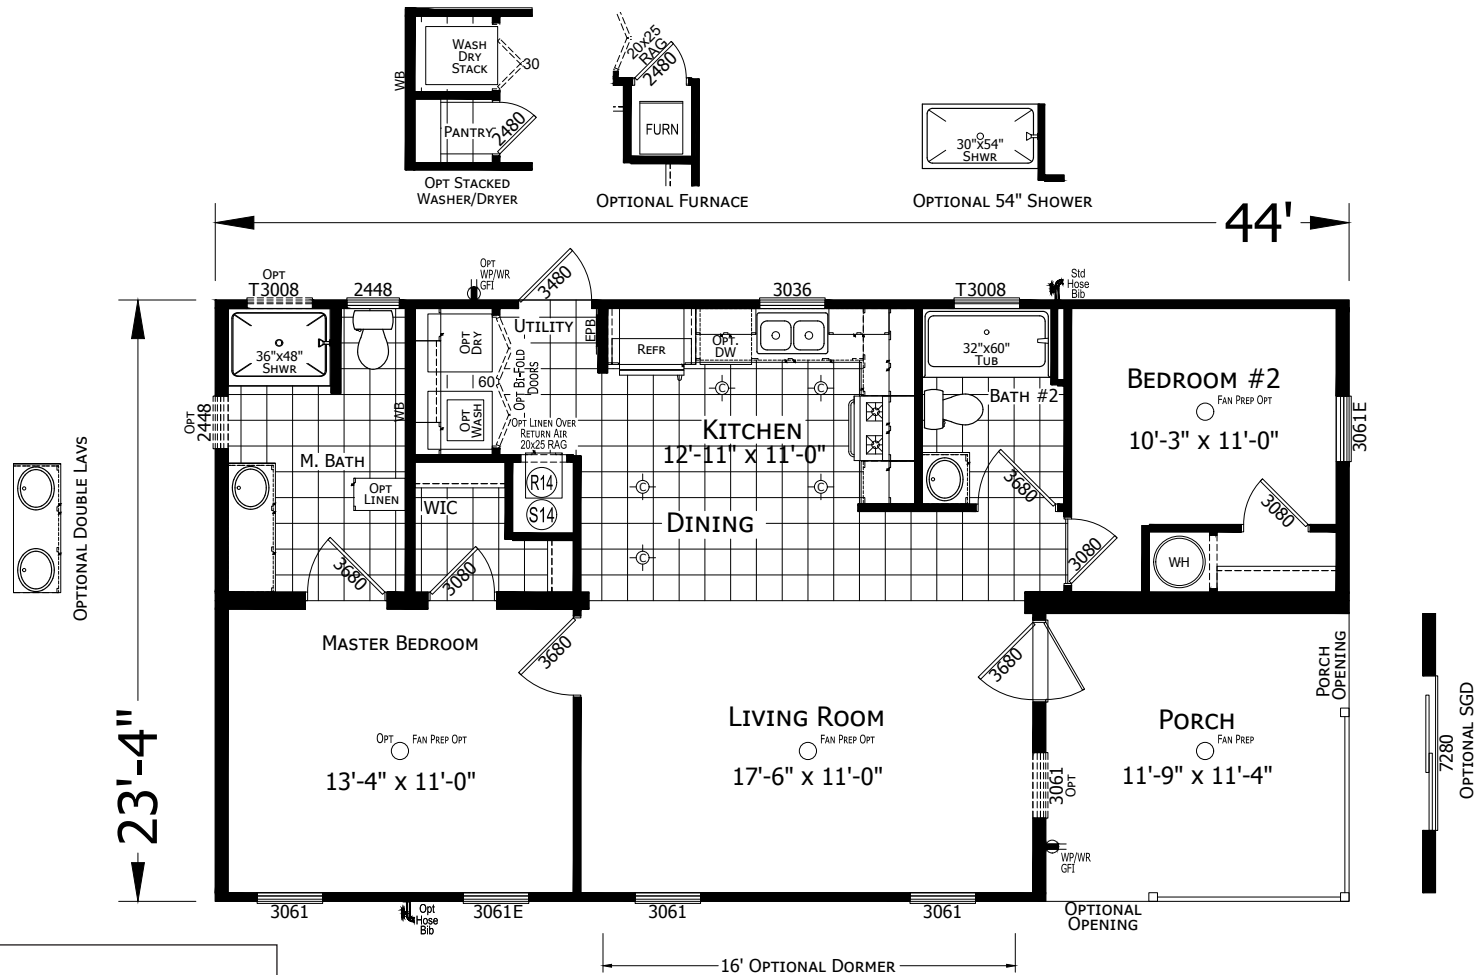 WASH
DRY
STACK
WB
30
PANTRY
2480
OPT STACKED
WASHER/DRYER
20x25
RAG
2480
FURN
OPTIONAL FURNACE
30"x54"
SHWR
OPTIONAL 54" SHOWER
44'
OPT
T3008
2448
OPT
WP/WR
GFI
3480
3036
T3008
Std
Hose
Bib
36"x48"
SHWR
OPT
DRY
UTILITY
EPB
REFR
OPT.
DW
32"x60"
TUB
BEDROOM #2
FAN PREP OPT
10'-3" x 11'-0"
3061E
OPT
2448
WB
60
OPT BI-FOLD
DOORS
OPT
WASH
OPT LINEN OVER
RETURN AIR
20x25 RAG
KITCHEN
12'-11" x 11'-0"
BATH #2
M. BATH
OPT
LINEN
WIC
R14
S14
C
C
C
C
C
DINING
3680
3080
3080
WH
OPTIONAL DOUBLE LAVS
3680
3080
MASTER BEDROOM
3680
3680
PORCH
OPENING
OPT
FAN PREP OPT
13'-4" x 11'-0"
LIVING ROOM
FAN PREP OPT
17'-6" x 11'-0"
PORCH
FAN PREP
11'-9" x 11'-4"
3061
OPT
WP/WR
GFI
7280
OPTIONAL SGD
23'-4"
3061
Opt
Hose
Bib
3061E
3061
3061
OPTIONAL
OPENING
16' OPTIONAL DORMER